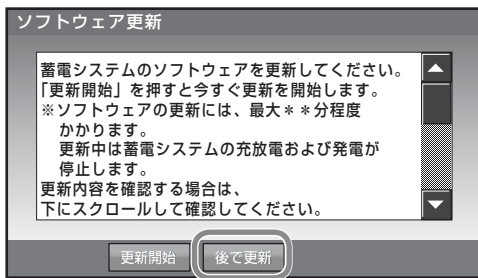 ソフトウェア更新
蓄電システムのソフトウェアを更新してください。
「更新開始」を押すと今すぐ更新を開始します。
※ソフトウェアの更新には、最大＊＊分程度
かかります。
更新中は蓄電システムの充放電および発電が
停止します。
更新内容を確認する場合は、
下にスクロールして確認してください。
更新開始 後で更新